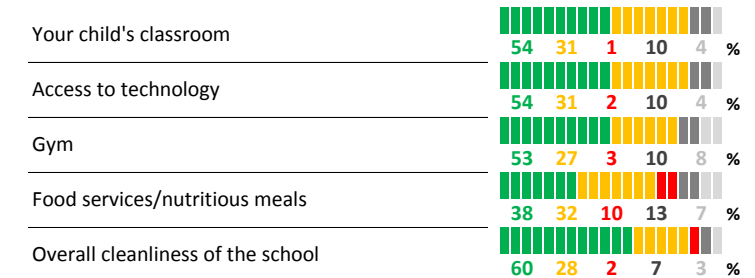 Your child's classroom
54 31 1 10 4 %
Access to technology
54 31 2 10 4 %
Gym
53 27 3 10 8 %
Food services/nutritious meals
38 32 10 13 7 %
Overall cleanliness of the school
60 28 2 7 3 %